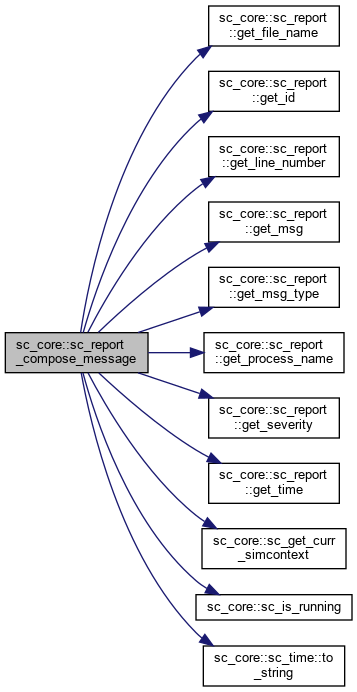 sc_core::sc_report
::get_file_name
sc_core::sc_report
::get_id
sc_core::sc_report
::get_line_number
sc_core::sc_report
::get_msg
sc_core::sc_report
::get_msg_type
sc_core::sc_report
_compose_message
sc_core::sc_report
::get_process_name
sc_core::sc_report
::get_severity
sc_core::sc_report
::get_time
sc_core::sc_get_curr
_simcontext
sc_core::sc_is_running
sc_core::sc_time::to
_string